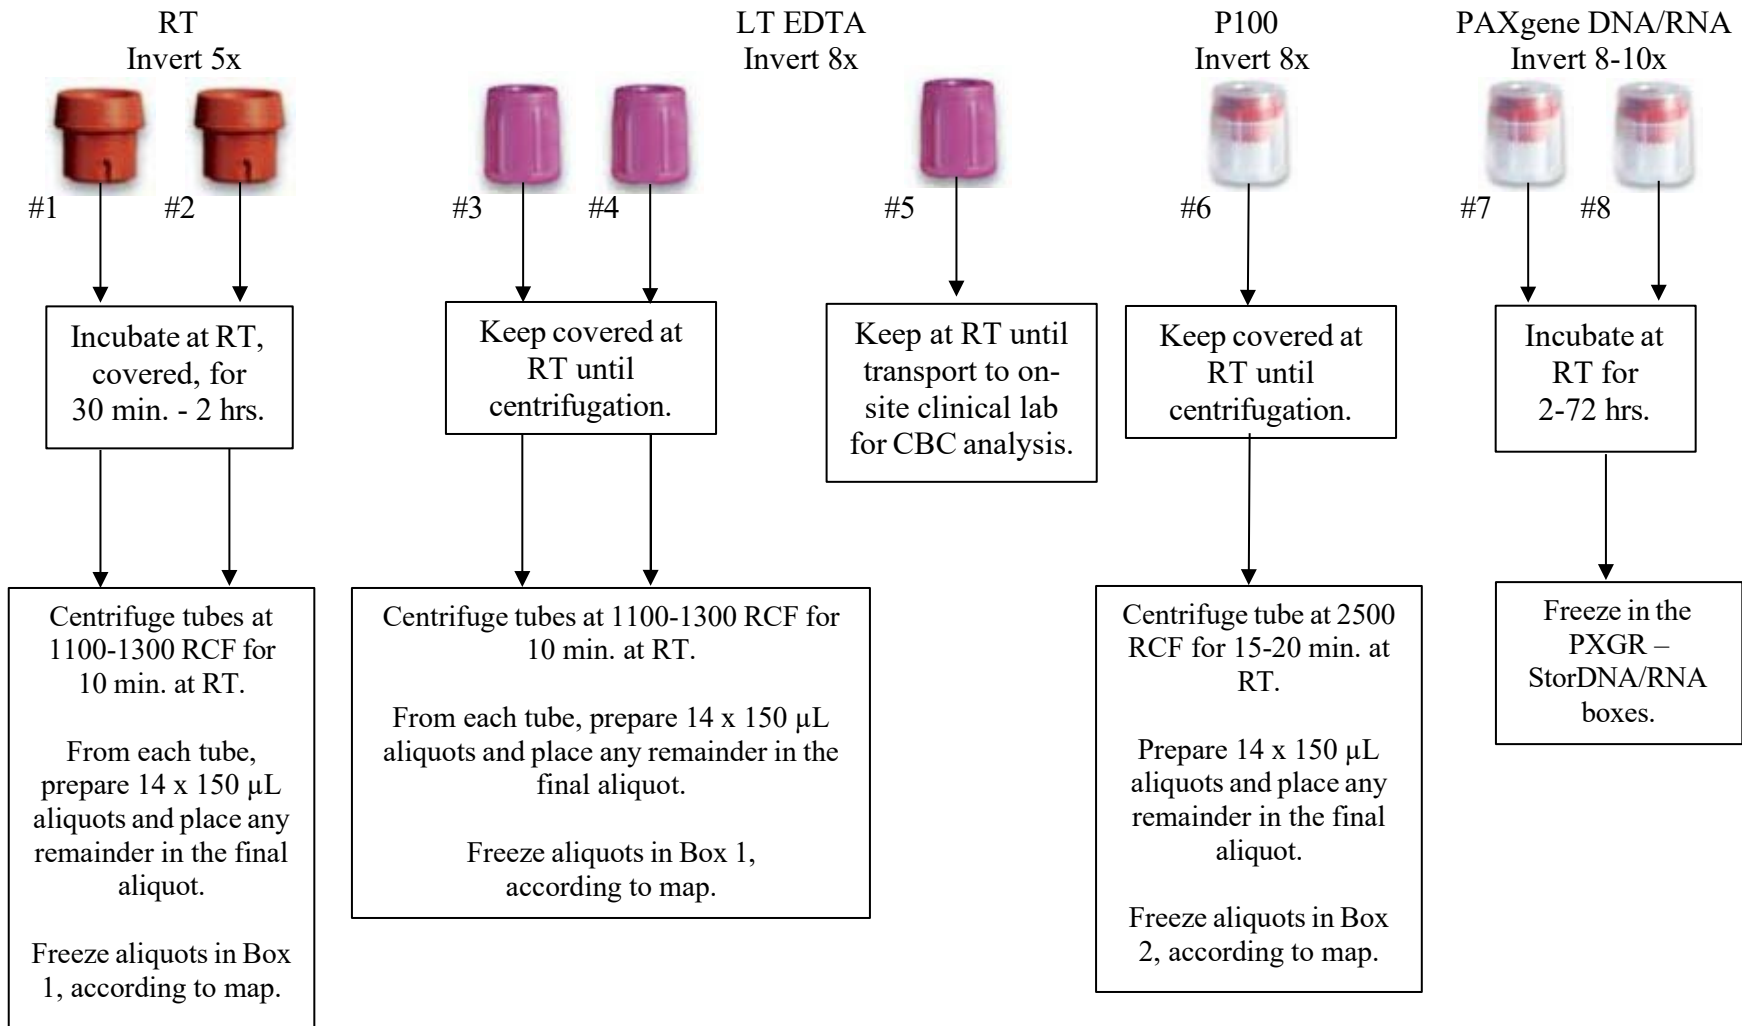 RT
Invert 5x
LT EDTA
Invert 8x
P100
Invert 8x
PAXgene DNA/RNA
Invert 8-10x
#1
#2
#3
#4
#5
#6
#7
#8
Incubate at RT,
covered, for
30 min. - 2 hrs.
Keep covered at
RT until
centrifugation.
Keep at RT until
transport to on-
site clinical lab
for CBC analysis.
Keep covered at
RT until
centrifugation.
Incubate at
RT for
2-72 hrs.
Centrifuge tubes at
1100-1300 RCF for
10 min. at RT.
From each tube,
prepare 14 x 150 µL
aliquots and place any
remainder in the final
aliquot.
Freeze aliquots in Box
1, according to map.
Centrifuge tubes at 1100-1300 RCF for
10 min. at RT.
From each tube, prepare 14 x 150 µL
aliquots and place any remainder in the
final aliquot.
Freeze aliquots in Box 1,
according to map.
Centrifuge tube at 2500
RCF for 15-20 min. at
RT.
Prepare 14 x 150 µL
aliquots and place any
remainder in the final
aliquot.
Freeze aliquots in Box
2, according to map.
Freeze in the
PXGR –
StorDNA/RNA
boxes.